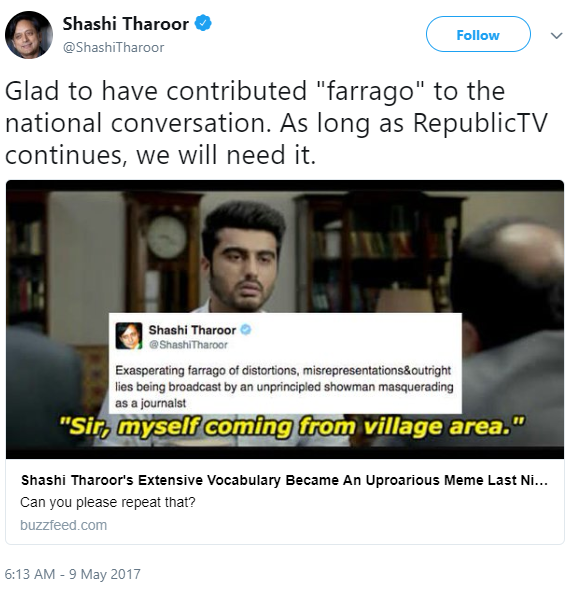 Shashi Tharoor
@ShashiTharoor
Follow
Glad to have contributed "farrago" to the
national conversation. As long as RepublicTV
continues, we will need it.
Shashi Tharoor
@ShashiTharoor
Exasperating farrago of distortions, misrepresentations&outright
lies being broadcast by an unprincipled showman masquerading
as a journalist
"Sir, myself coming from village area."
Shashi Tharoor's Extensive Vocabulary Became An Uproarious Meme Last Ni...
Can you please repeat that?
buzzfeed.com
6:13 AM - 9 May 2017